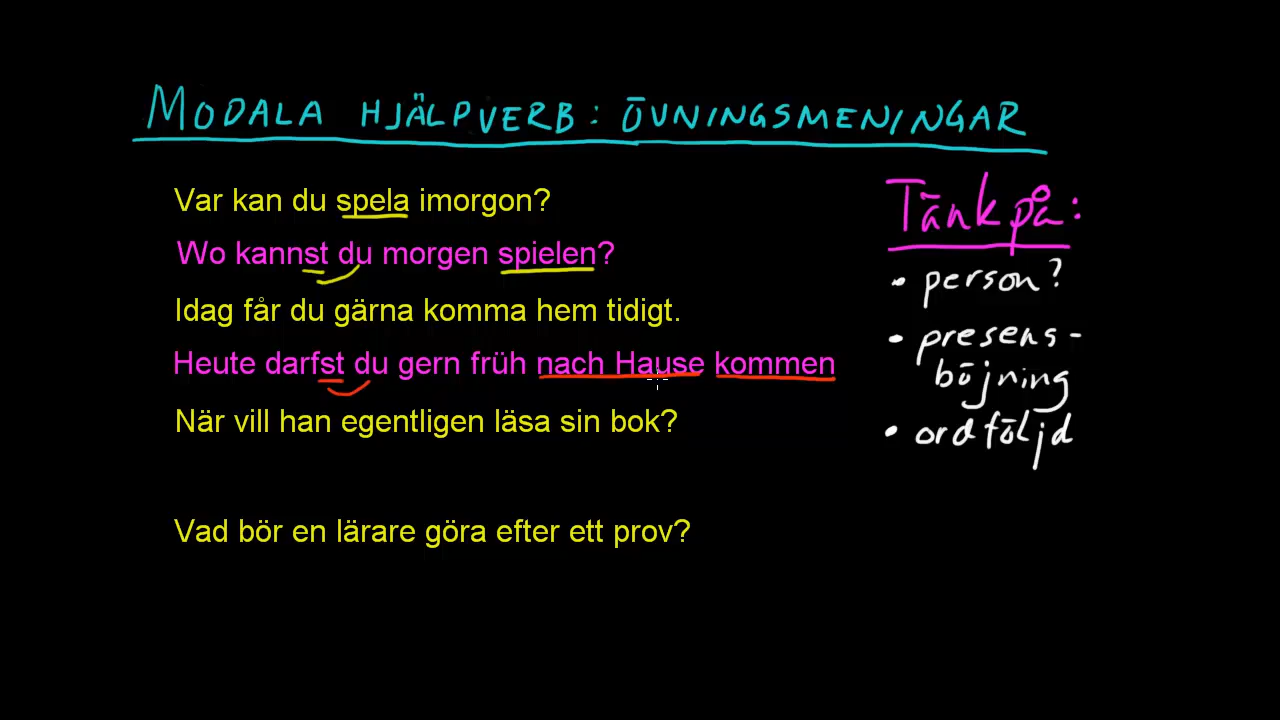 MODALA HJÄLPVERB: ÖVNINGSMENINGAR
Var kan du spela imorgon?
Wo kannst du morgen spielen?
Idag får du gärna komma hem tidigt.
Heute darfst du gern früh nach Hause kommen
När vill han egentligen läsa sin bok?
Vad bör en lärare göra efter ett prov?
Tänk på:
• person?
• presens-
böjning
• ordföljd